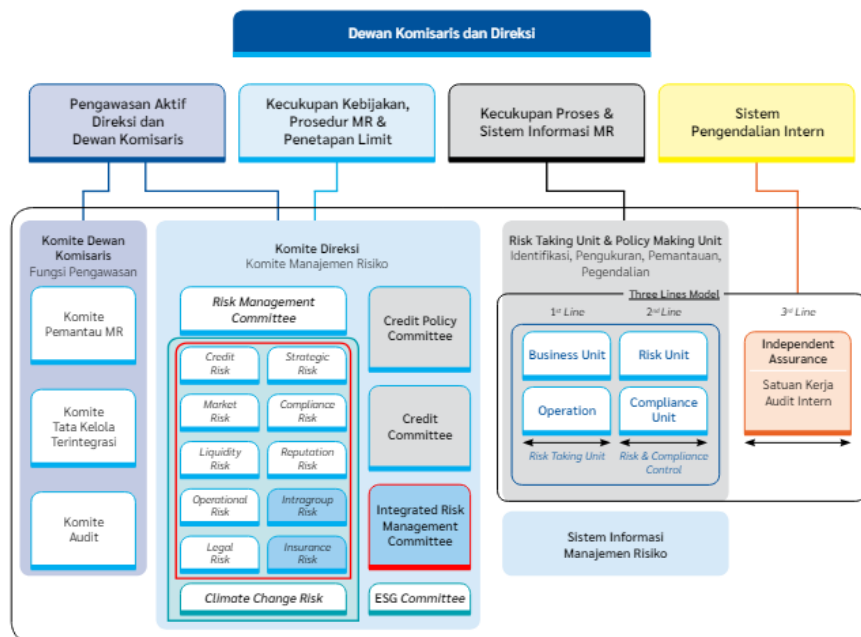 Dewan Komisaris dan Direksi
Pengawasan Aktif
Direksi dan
Dewan Komisaris
Kecukupan Kebijakan,
Prosedur MR &
Penetapan Limit
Kecukupan Proses &
Sistem Informasi MR
Sistem
Pengendalian Intern
Komite Dewan
Komisaris
Fungsi Pengawasan
Komite
Pemantau MR
Komite
Tata Kelola
Terintegrasi
Komite
Audit
Komite Direksi
Komite Manajemen Risiko
Risk Management
Committee
Credit
Risk
Strategic
Risk
Market
Risk
Compliance
Risk
Liquidity
Risk
Reputation
Risk
Operational
Risk
Intragroup
Risk
Legal
Risk
Insurance
Risk
Climate Change Risk
Credit Policy
Committee
Credit
Committee
Integrated Risk
Management
Committee
ESG Committee
Risk Taking Unit & Policy Making Unit
Identifikasi, Pengukuran, Pemantauan,
Pegendalian
Three Lines Model
1st Line
2nd Line
3rd Line
Business Unit
Risk Unit
Operation
Compliance
Unit
Risk Taking Unit
Risk & Compliance
Control
Independent
Assurance
Satuan Kerja
Audit Intern
Sistem Informasi
Manajemen Risiko